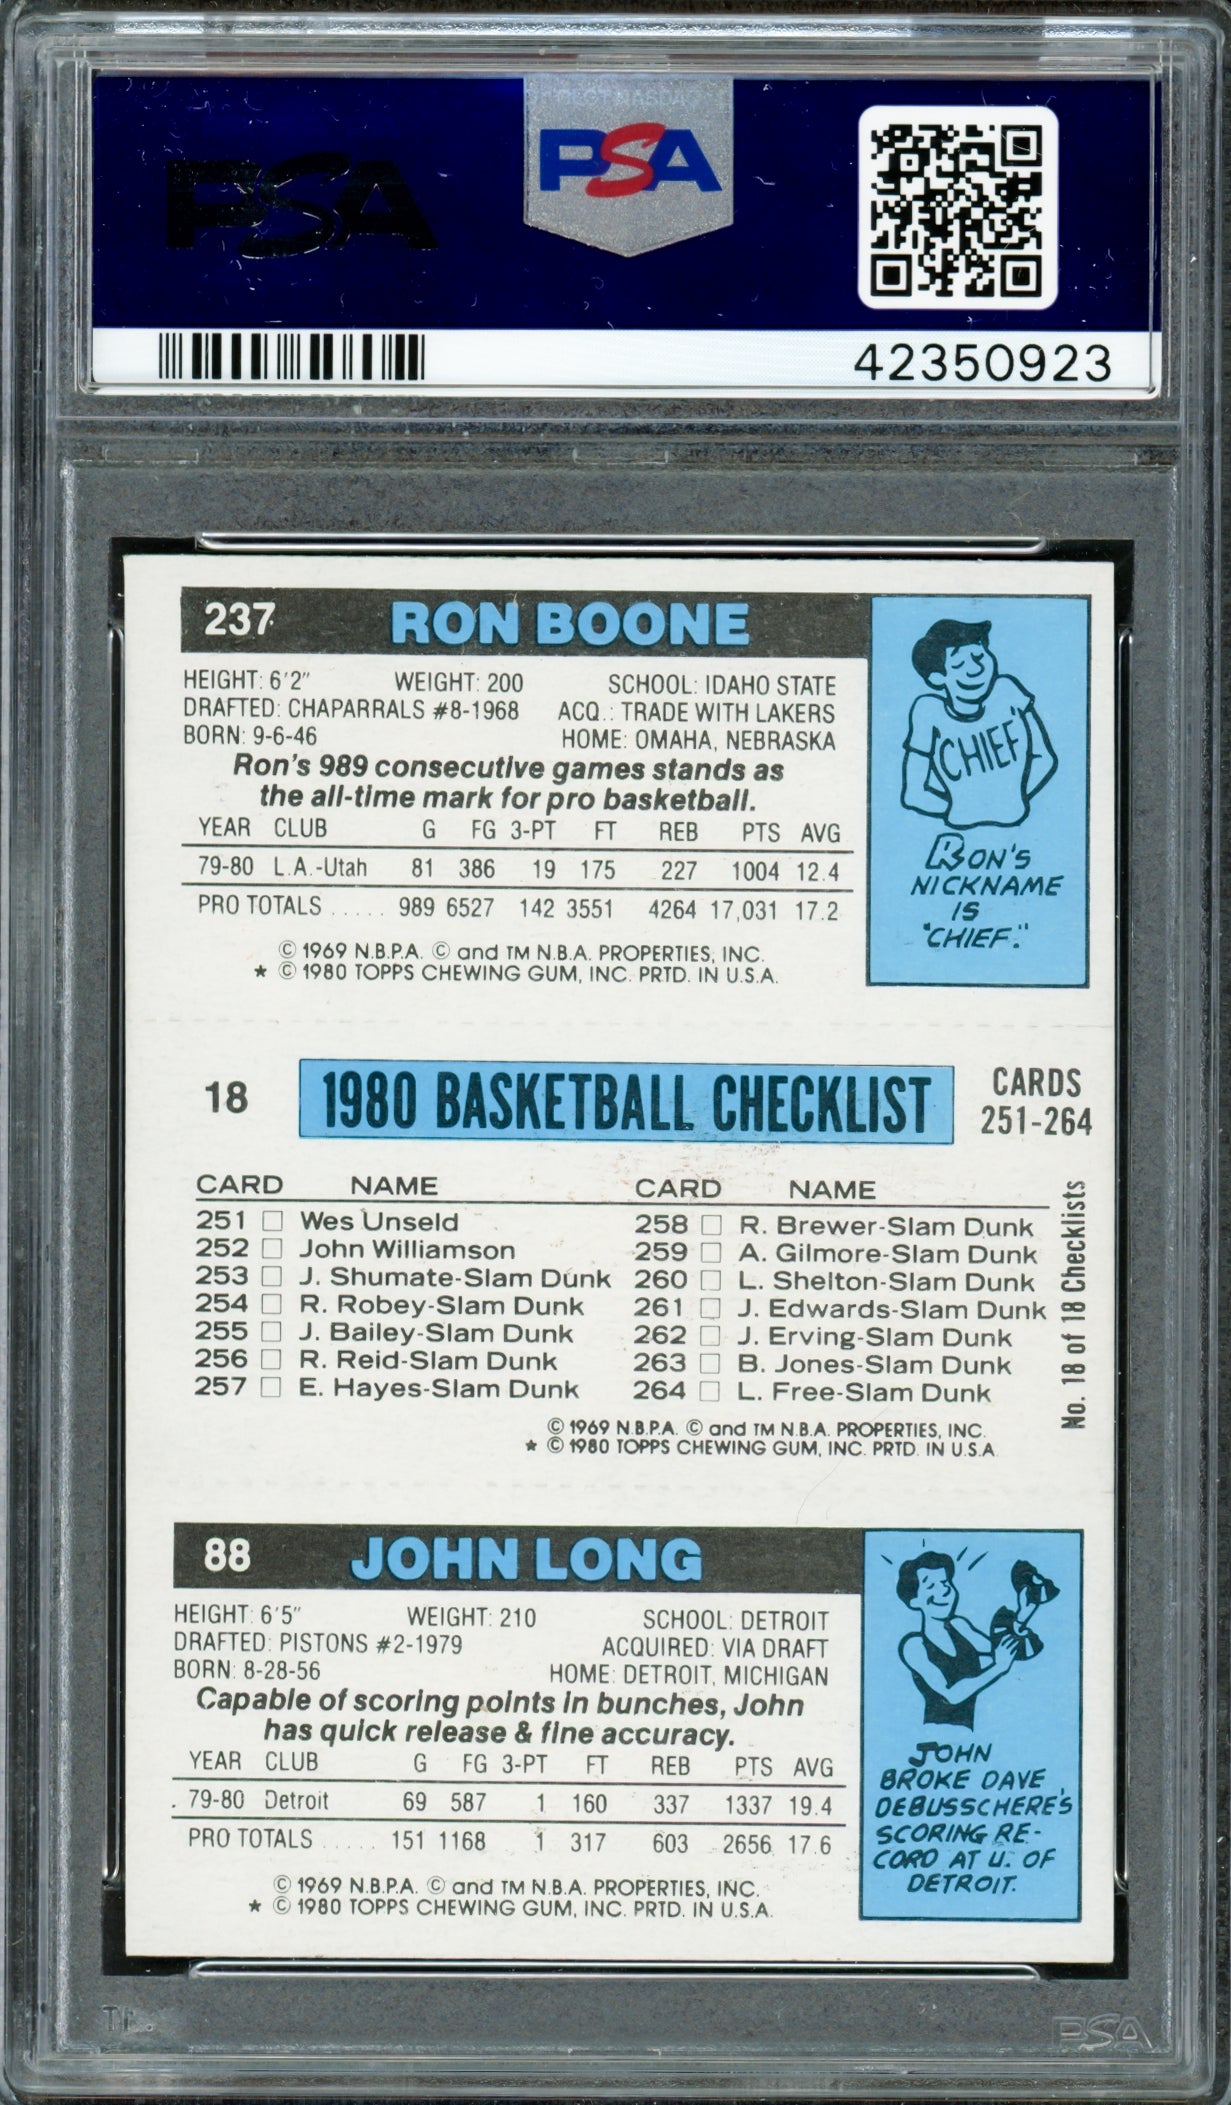 PSA
PSA
42350923
237 RON BOONE
HEIGHT: 6'2" WEIGHT: 200 SCHOOL: IDAHO STATE
DRAFTED: CHAPARRALS #8-1968 ACQ.: TRADE WITH LAKERS
BORN: 9-6-46 HOME: OMAHA, NEBRASKA
Ron's 989 consecutive games stands as
the all-time mark for pro basketball.
YEAR CLUB G FG 3-PT FT REB PTS AVG
79-80 L.A.-Utah 81 386 19 175 227 1004 12.4
PRO TOTALS ..... 989 6527 142 3551 4264 17,031 17.2
© 1969 N.B.P.A. © and TM N.B.A. PROPERTIES, INC.
★ © 1980 TOPPS CHEWING GUM, INC. PRTD. IN U.S.A.
"CHIEF"
RON'S
NICKNAME
IS
"CHIEF."
18 1980 BASKETBALL CHECKLIST CARDS
251-264
CARD NAME
251 □ Wes Unseld
252 □ John Williamson
253 □ J. Shumate-Slam Dunk
254 □ R. Robey-Slam Dunk
255 □ J. Bailey-Slam Dunk
256 □ R. Reid-Slam Dunk
257 □ E. Hayes-Slam Dunk
CARD NAME
258 □ R. Brewer-Slam Dunk
259 □ A. Gilmore-Slam Dunk
260 □ L. Shelton-Slam Dunk
261 □ J. Edwards-Slam Dunk
262 □ J. Erving-Slam Dunk
263 □ B. Jones-Slam Dunk
264 □ L. Free-Slam Dunk
No. 18 of 18 Checklists
© 1969 N.B.P.A. © and TM N.B.A. PROPERTIES, INC.
★ © 1980 TOPPS CHEWING GUM, INC. PRTD. IN U.S.A.
88 JOHN LONG
HEIGHT: 6'5" WEIGHT: 210 SCHOOL: DETROIT
DRAFTED: PISTONS #2-1979 ACQUIRED: VIA DRAFT
BORN: 8-28-56 HOME: DETROIT, MICHIGAN
Capable of scoring points in bunches, John
has quick release & fine accuracy.
YEAR CLUB G FG 3-PT FT REB PTS AVG
79-80 Detroit 69 587 1 160 337 1337 19.4
PRO TOTALS ..... 151 1168 1 317 603 2656 17.6
© 1969 N.B.P.A. © and TM N.B.A. PROPERTIES, INC.
★ © 1980 TOPPS CHEWING GUM, INC. PRTD. IN U.S.A.
JOHN
BROKE DAVE
DEBUSSCHERE'S
SCORING RE-
CORD AT U. OF
DETROIT.
PSA